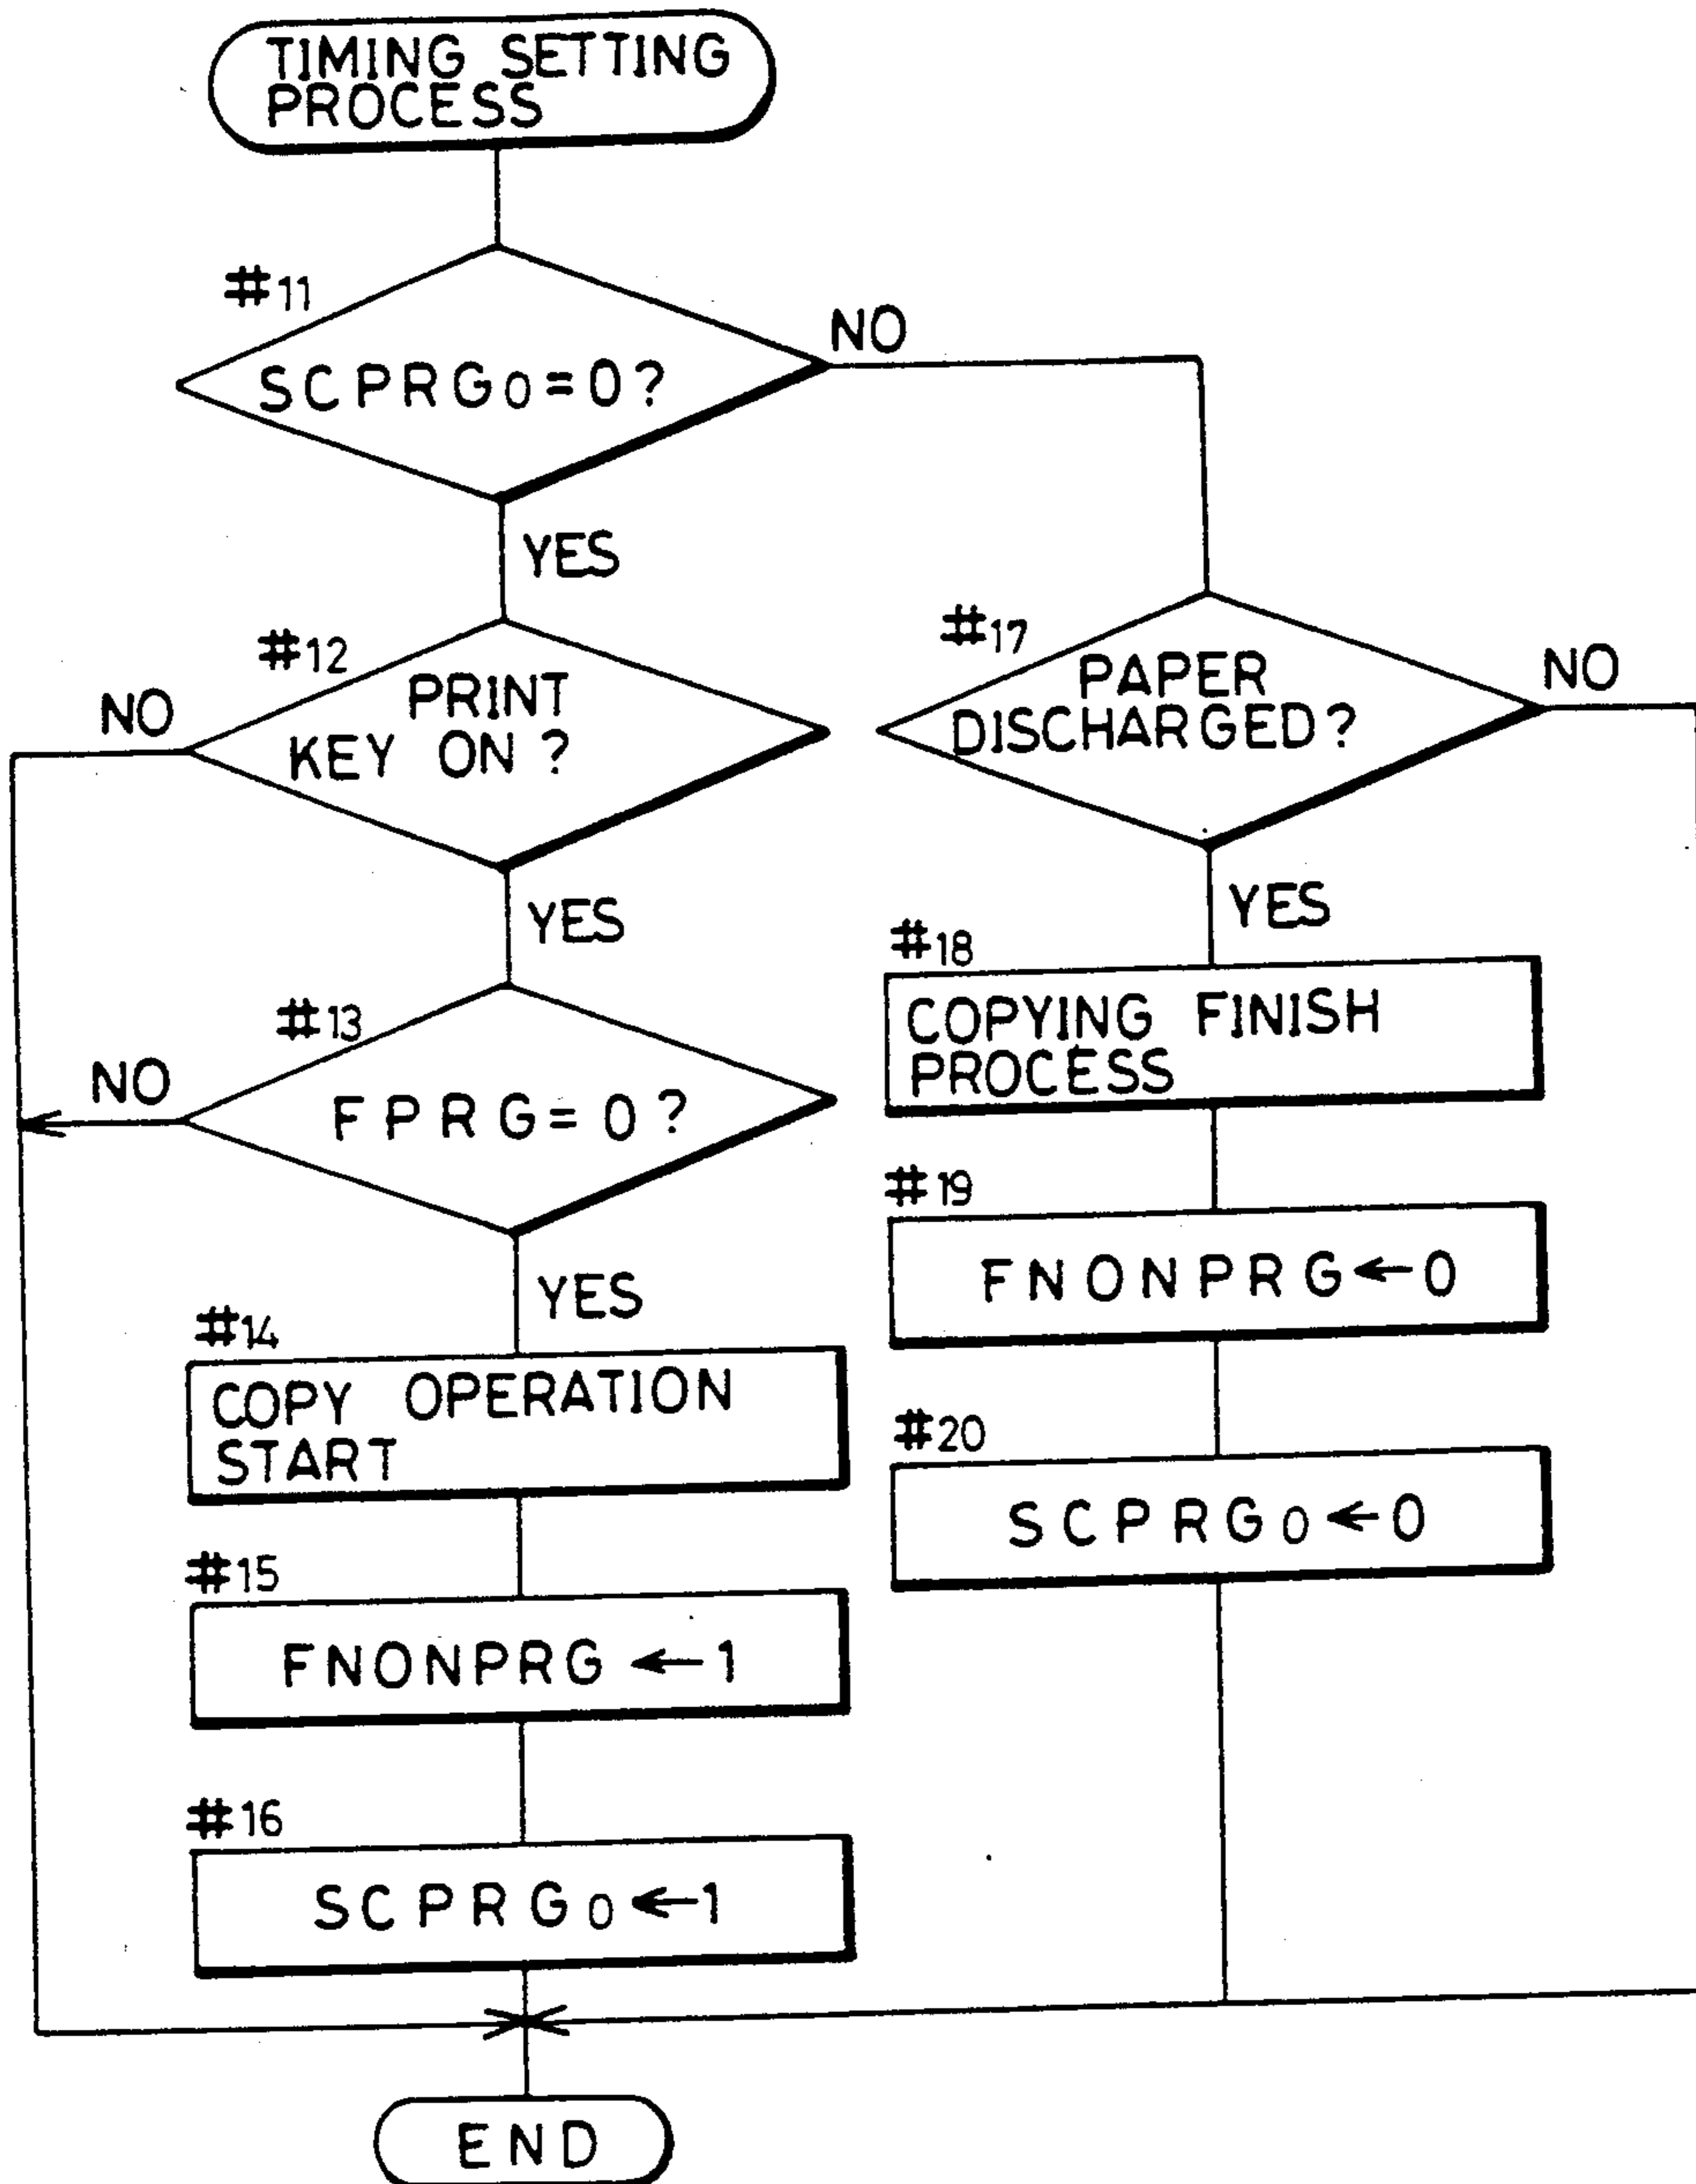 TIMING SETTING
PROCESS
#11
SCPRG0=0?
NO
YES
#12
PRINT
KEY ON?
NO
YES
#13
FPRG=0?
NO
YES
#14
COPY OPERATION
START
#15
FNONPRG←1
#16
SCPRG0←1
#17
PAPER
DISCHARGED?
NO
YES
#18
COPYING FINISH
PROCESS
#19
FNONPRG←0
#20
SCPRG0←0
END